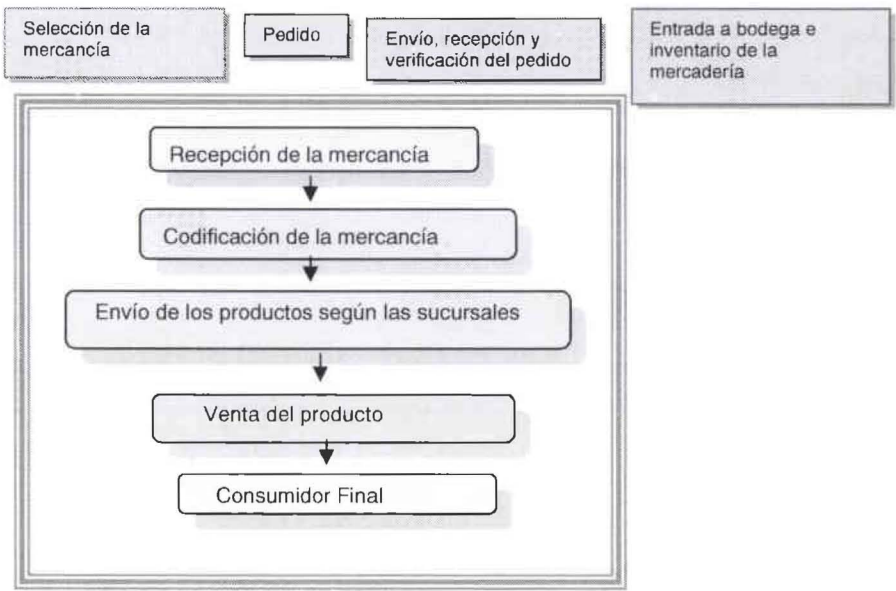 Selección de la
mercancía
Pedido
Envío, recepción y
verificación del pedido
Entrada a bodega e
inventario de la
mercadería
Recepción de la mercancía
Codificación de la mercancía
Envío de los productos según las sucursales
Venta del producto
Consumidor Final